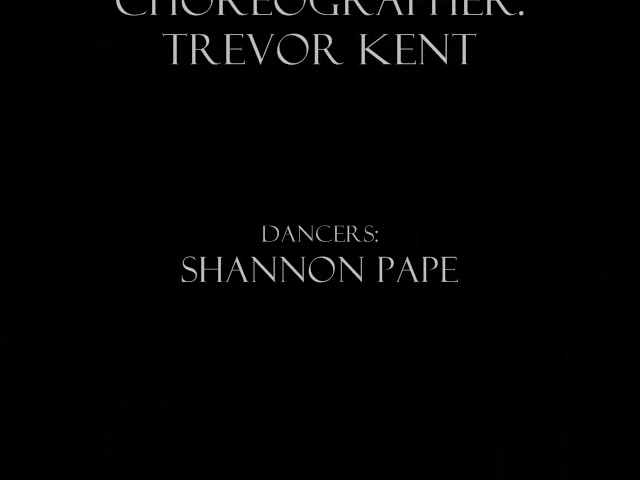 CHOREOGRAPHER:
TREVOR KENT
DANCERS:
SHANNON PAPE